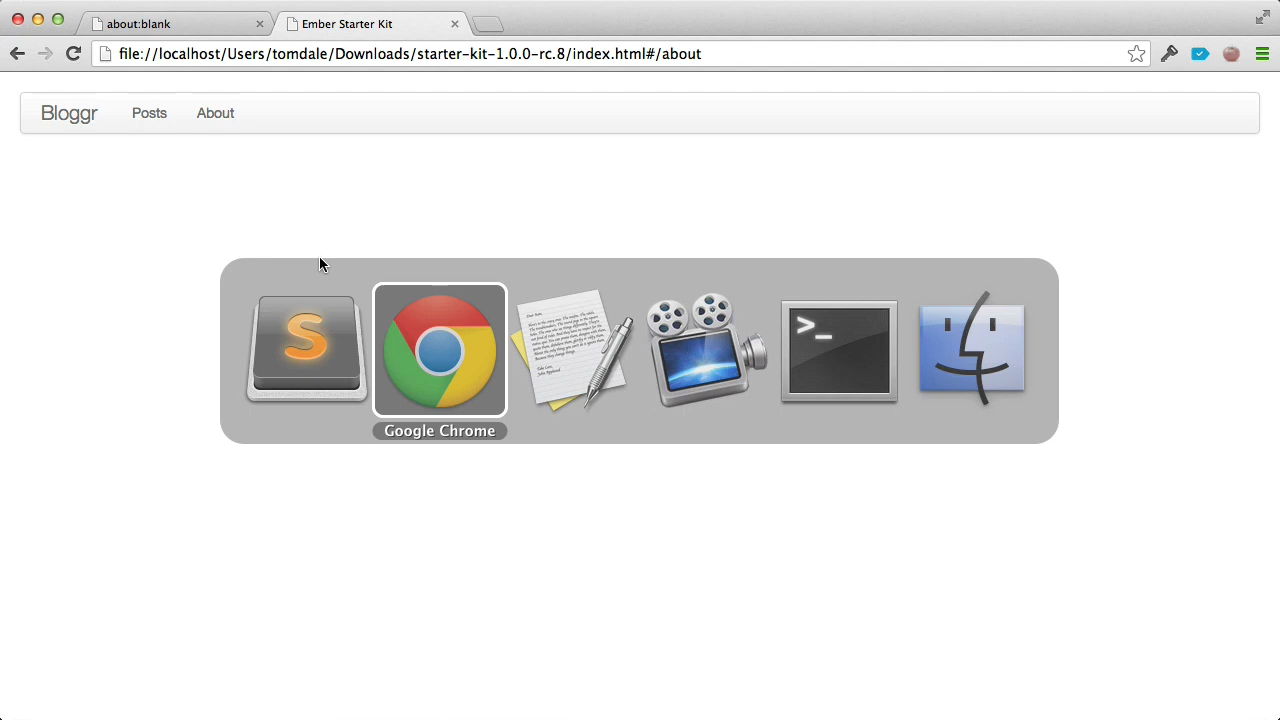 about:blank
Ember Starter Kit
file://localhost/Users/tomdale/Downloads/starter-kit-1.0.0-rc.8/index.html#/about
Bloggr
Posts
About
S
>_
Google Chrome